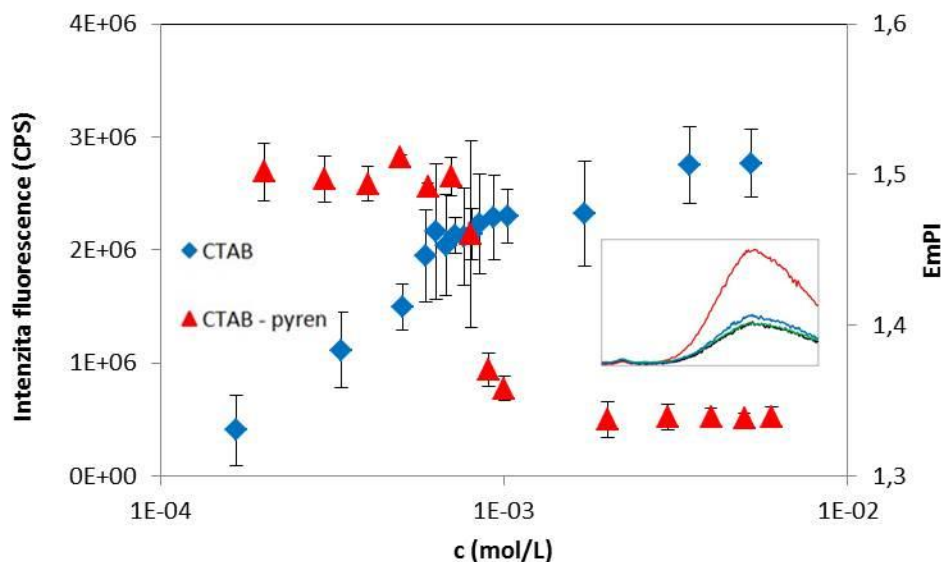 4E+06
3E+06
2E+06
1E+06
0E+00
Intenzita fluorescence (CPS)
1,6
1,5
1,4
1,3
EmPI
CTAB
CTAB - pyren
1E-04
1E-03
1E-02
c (mol/L)